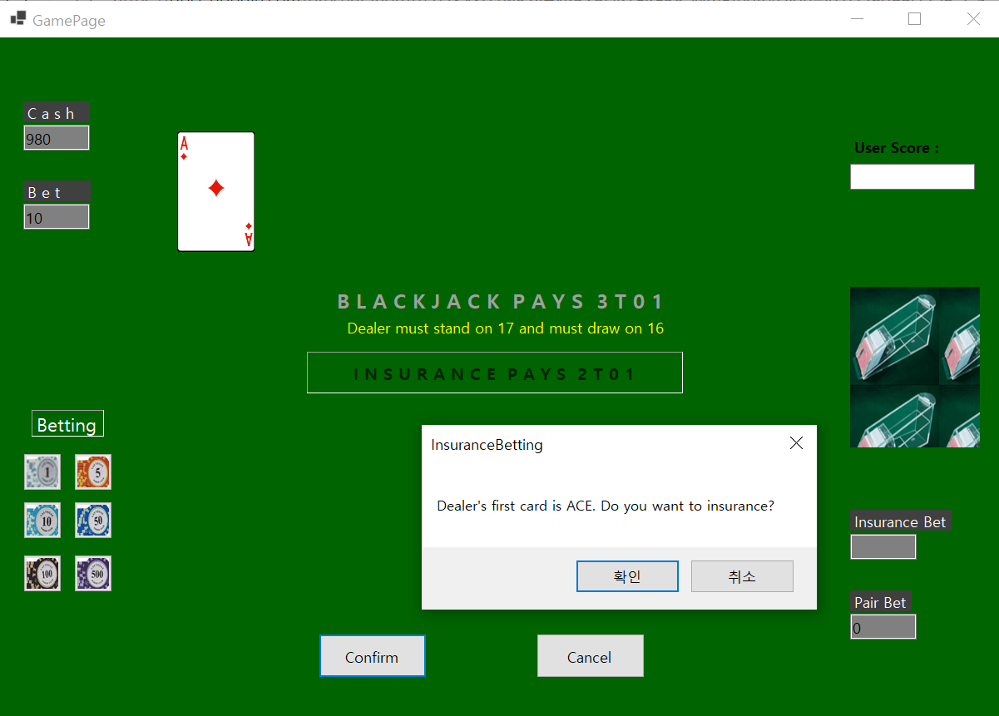 GamePage
Cash
980
Bet
10
A
A
User Score :
BLACKJACK PAYS 3TO1
Dealer must stand on 17 and must draw on 16
INSURANCE PAYS 2TO1
Betting
1
5
10
50
100
500
InsuranceBetting
Dealer's first card is ACE. Do you want to insurance?
확인
취소
Insurance Bet
Pair Bet
0
Confirm
Cancel